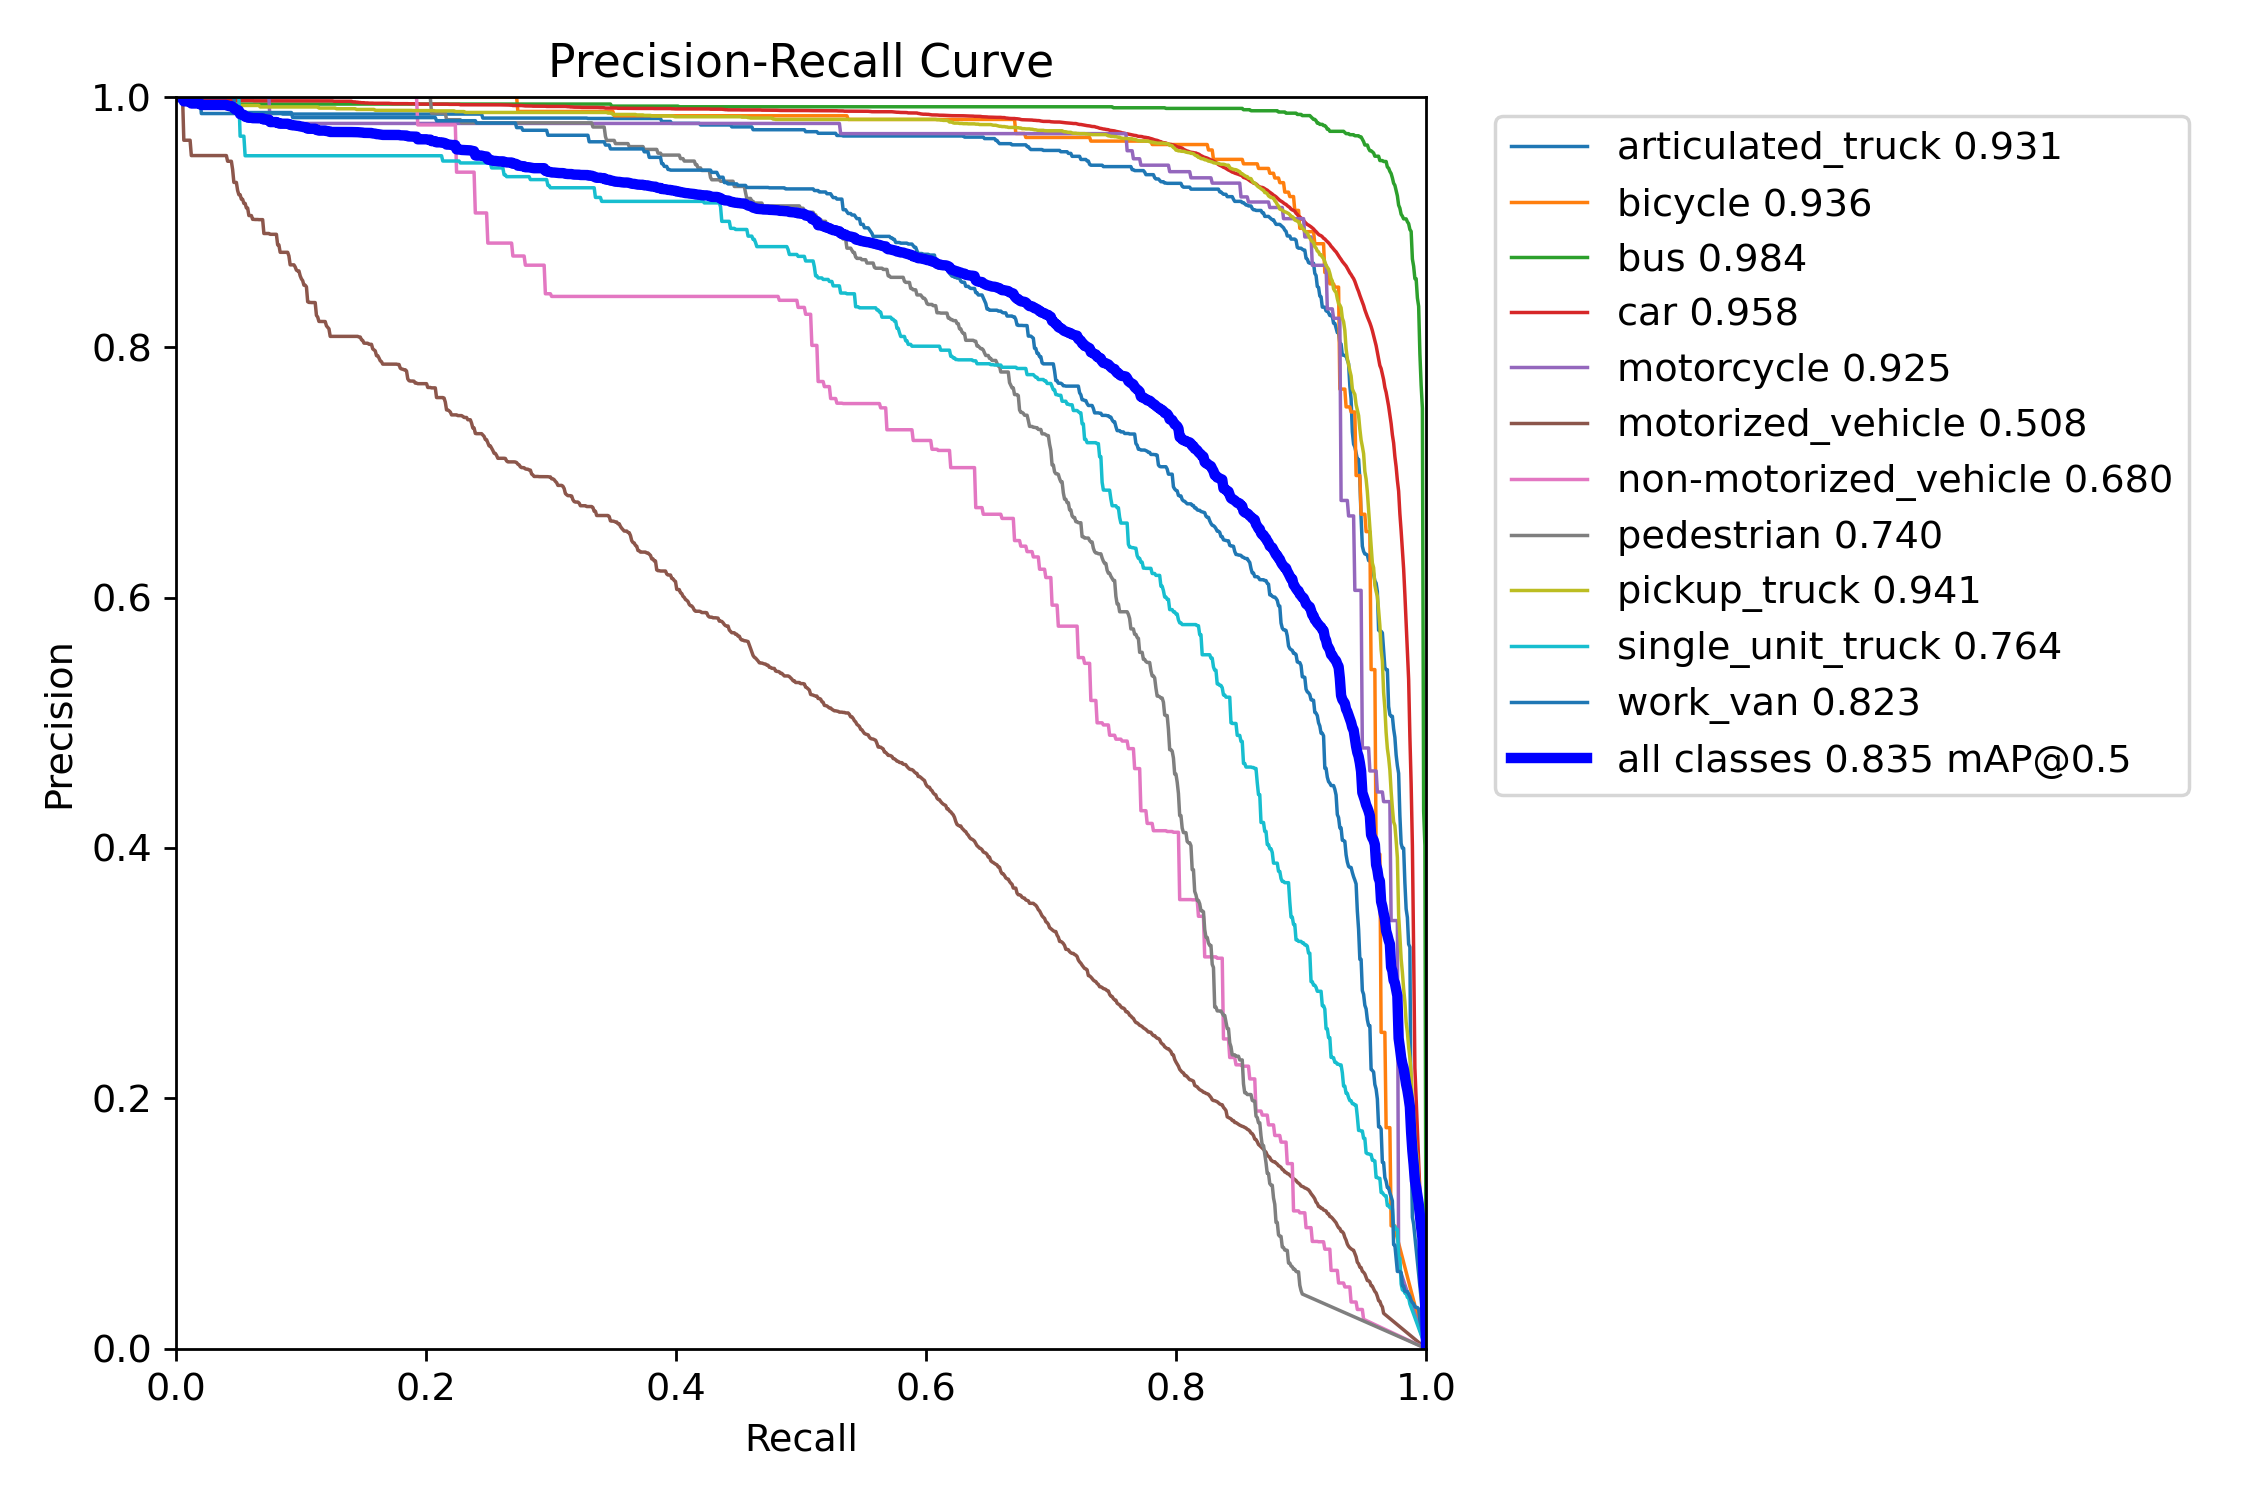 Precision-Recall Curve
1.0
0.8
0.6
0.4
0.2
0.0
Precision
0.0 0.2 0.4 0.6 0.8 1.0
Recall
articulated_truck 0.931
bicycle 0.936
bus 0.984
car 0.958
motorcycle 0.925
motorized_vehicle 0.508
non-motorized_vehicle 0.680
pedestrian 0.740
pickup_truck 0.941
single_unit_truck 0.764
work_van 0.823
all classes 0.835 mAP@0.5